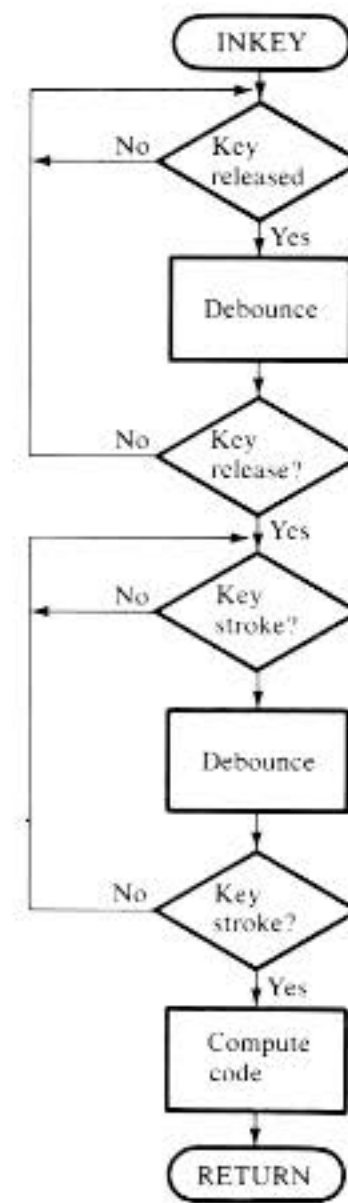 INKEY
No
Key
released
Yes
Debounce
No
Key
release?
Yes
No
Key
stroke?
Debounce
No
Key
stroke?
Yes
Compute
code
RETURN